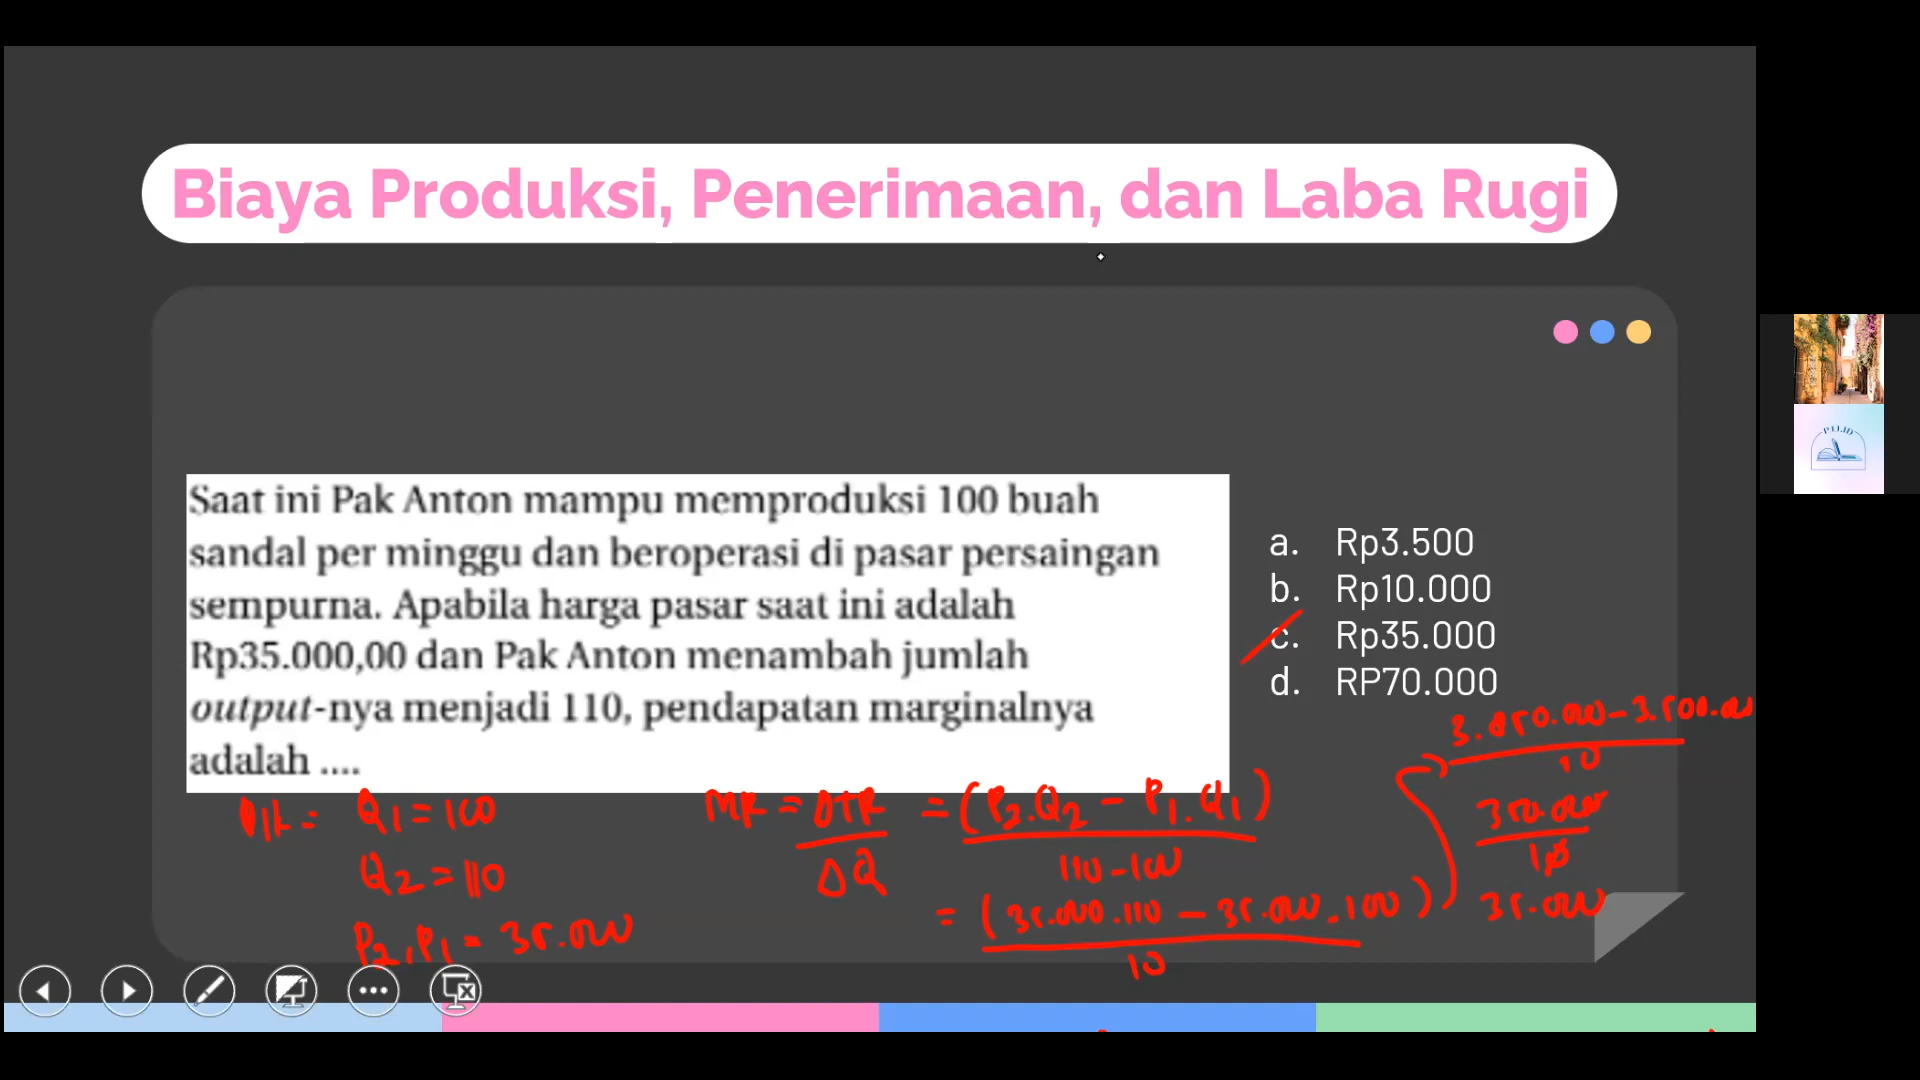 Biaya Produksi, Penerimaan, dan Laba Rugi
Saat ini Pak Anton mampu memproduksi 100 buah
sandal per minggu dan beroperasi di pasar persaingan
sempurna. Apabila harga pasar saat ini adalah
Rp35.000,00 dan Pak Anton menambah jumlah
output-nya menjadi 110, pendapatan marginalnya
adalah ....
a. Rp3.500
b. Rp10.000
c. Rp35.000
d. RP70.000
Dik = Q1 = 100
Q2 = 110
P2, P1 = 35.000
MR = ΔTR
ΔQ
= (P2.Q2 - P1.Q1)
110-100
= (35.000.110 - 35.000.100)
10
3.850.000-3.500.000
10
350.000
10
35.000
P11.ID